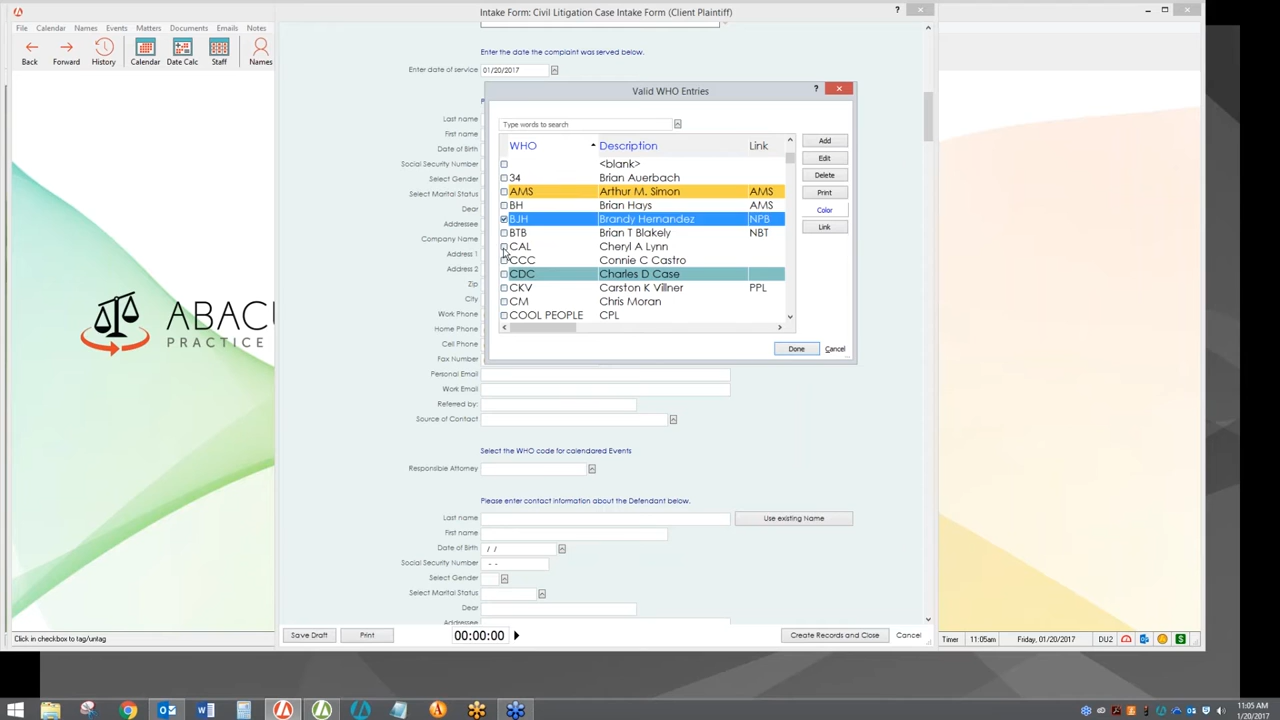 Intake Form: Civil Litigation Case Intake Form (Client Plaintiff)
File Calendar Names Events Matters Documents Emails Notes
Back Forward History Calendar Date Calc Staff Names
Enter the date the complaint was served below.
Enter date of service 01/20/2017
Valid WHO Entries
Type words to search
WHO Description Link
<blank>
34 Brian Auerbach
AMS Arthur M. Simon AMS
BH Brian Hays AMS
BJH Brandy Hernandez NPB
BTB Brian T Blakely NBT
CAL Cheryl A Lynn
CCC Connie C Castro
CDC Charles D Case
CKV Carston K Villner PPL
CM Chris Moran
COOL PEOPLE CPL
Add
Edit
Delete
Print
Color
Link
Done Cancel
Last name
First name
Date of Birth
Social Security Number
Select Gender
Select Marital Status
Dear
Addressee
Company Name
Address 1
Address 2
Zip
City
Work Phone
Home Phone
Cell Phone
Fax Number
Personal Email
Work Email
Referred by:
Source of Contact
Select the WHO code for calendared Events
Responsible Attorney
Please enter contact information about the Defendant below.
Last name Use existing Name
First name
Date of Birth / /
Social Security Number - -
Select Gender
Select Marital Status
Dear
Addressee
ABACU
PRACTICE
Save Draft Print 00:00:00 Create Records and Close Cancel
Click in checkbox to tag/untag
Timer 11:05am Friday, 01/20/2017 DU2
11:05 AM
1/20/2017